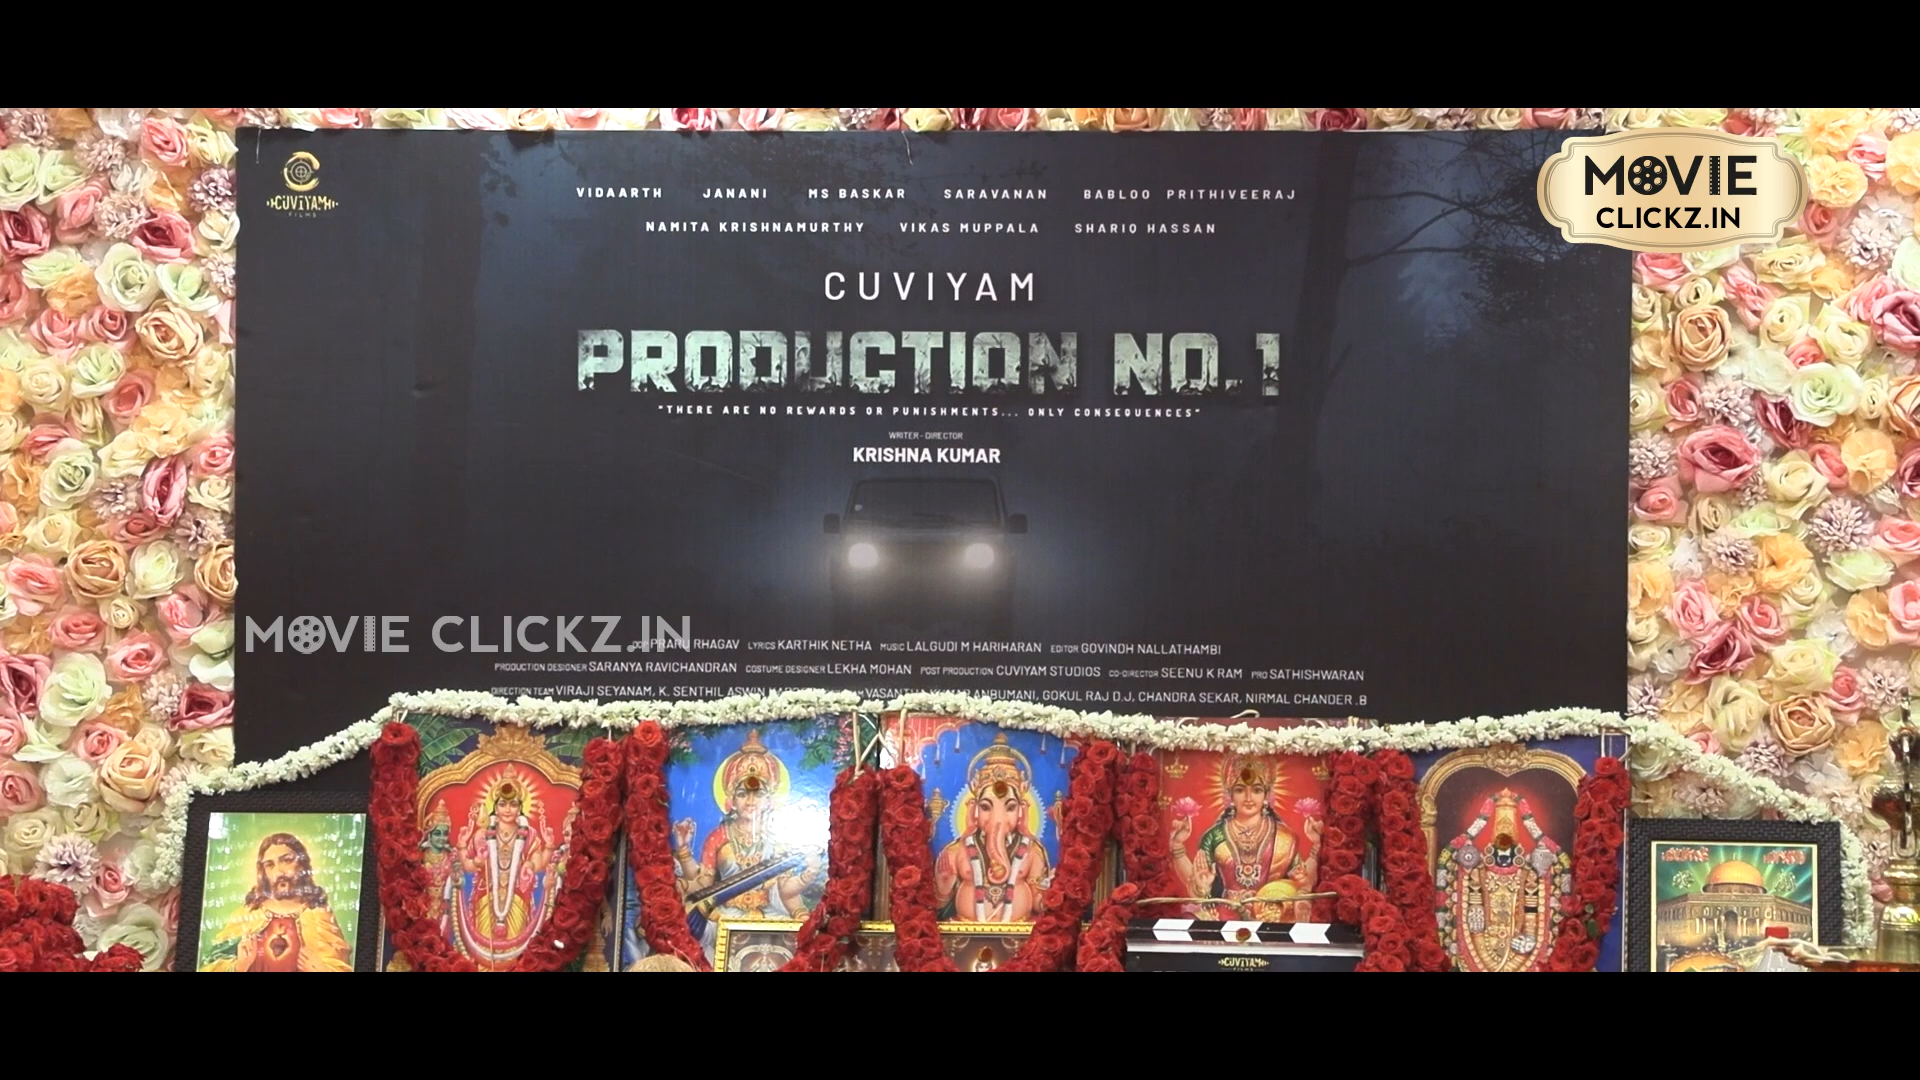 CUVIYAM
FILMS
VIDAARTH JANANI MS BASKAR SARAVANAN BABLOO PRITHIVEERAJ
NAMITA KRISHNAMURTHY VIKAS MUPPALA SHARIQ HASSAN
MOVIE
CLICKZ.IN
CUVIYAM
PRODUCTION NO.1
"THERE ARE NO REWARDS OR PUNISHMENTS... ONLY CONSEQUENCES"
WRITER - DIRECTOR
KRISHNA KUMAR
MOVIE CLICKZ.IN
RHAGAV LYRICS KARTHIK NETHA MUSIC LALGUDI M HARIHARAN EDITOR GOVINDH NALLATHAMBI
PRODUCTION DESIGNER SARANYA RAVICHANDRAN COSTUME DESIGNER LEKHA MOHAN POST PRODUCTION CUVIYAM STUDIOS CO-DIRECTOR SEENU K RAM PRO SATHISHWARAN
DIRECTION TEAM VIRAJI SEYANAM, K. SENTHIL ASWIN ANBUMANI, GOKUL RAJ D.J, CHANDRA SEKAR, NIRMAL CHANDER .B
CUVIYAM